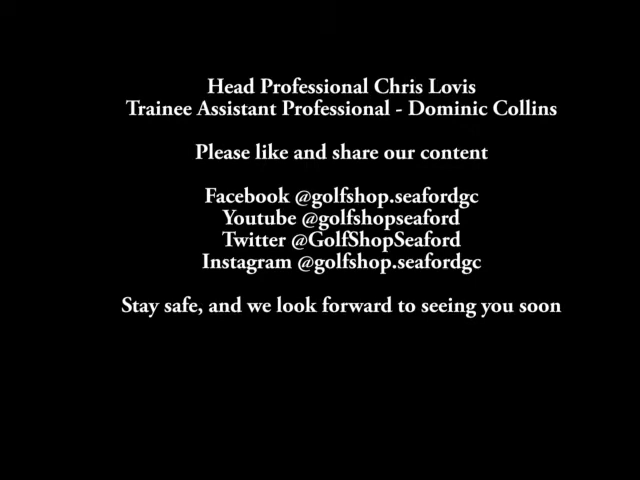 Head Professional Chris Lovis
Trainee Assistant Professional - Dominic Collins
Please like and share our content
Facebook @golfshop.seafordgc
Youtube @golfshopseaford
Twitter @GolfShopSeaford
Instagram @golfshop.seafordgc
Stay safe, and we look forward to seeing you soon